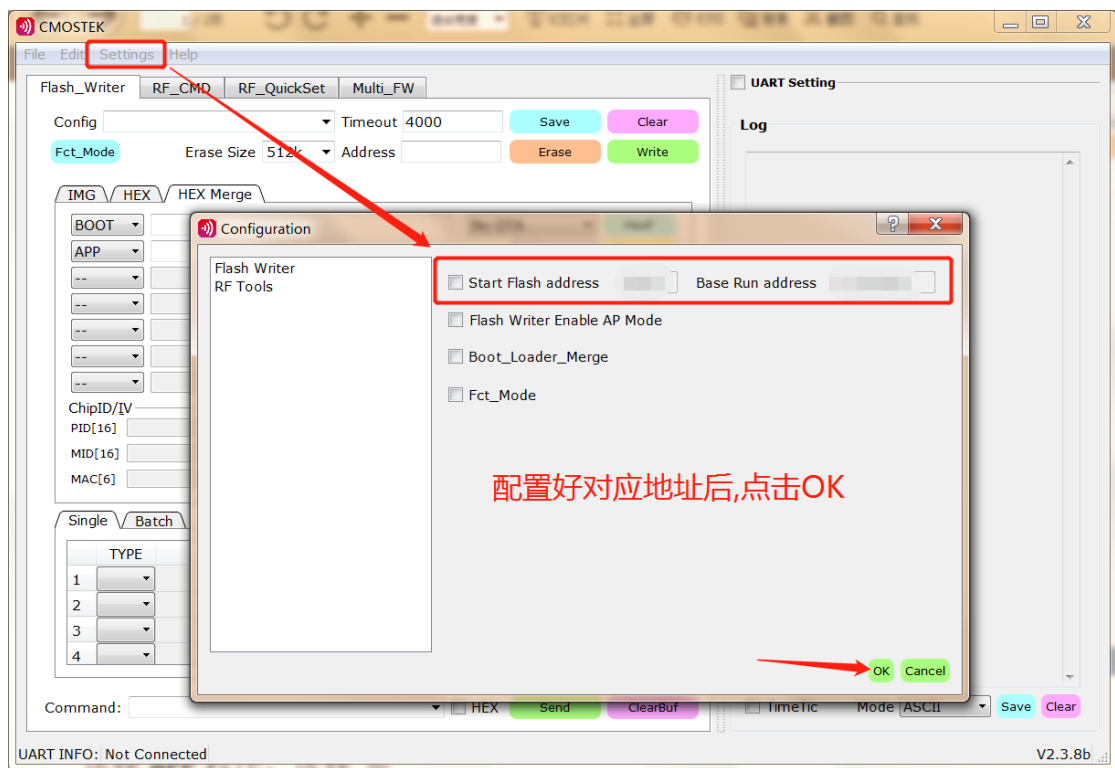 CMOSTEK
File Edit Settings Help
Flash_Writer RF_CMD RF_QuickSet Multi_FW
UART Setting
Config Timeout 4000 Save Clear
Log
Fct_Mode Erase Size 512k Address Erase Write
IMG HEX HEX Merge
BOOT
APP
--
--
--
--
--
ChipID/IV
PID[16]
MID[16]
MAC[6]
Single Batch
TYPE
1
2
3
4
Configuration
Flash Writer
RF Tools
Start Flash address Base Run address
Flash Writer Enable AP Mode
Boot_Loader_Merge
Fct_Mode
配置好对应地址后,点击OK
OK Cancel
Command: HEX Send ClearBuf TimeTic Mode ASCII Save Clear
UART INFO: Not Connected V2.3.8b